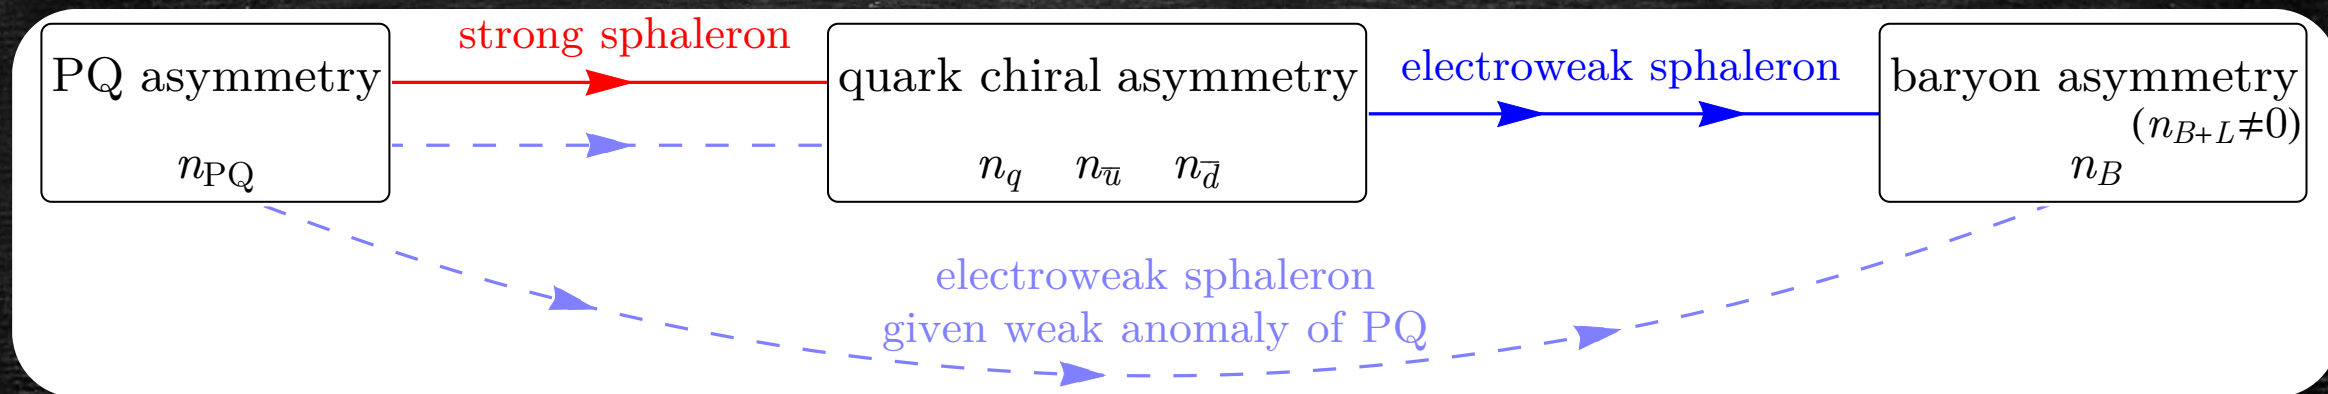 strong sphaleron
PQ asymmetry
n_PQ
quark chiral asymmetry
n_q n_ū n_d̄
electroweak sphaleron
baryon asymmetry
(n_{B+L}≠0)
n_B
electroweak sphaleron
given weak anomaly of PQ